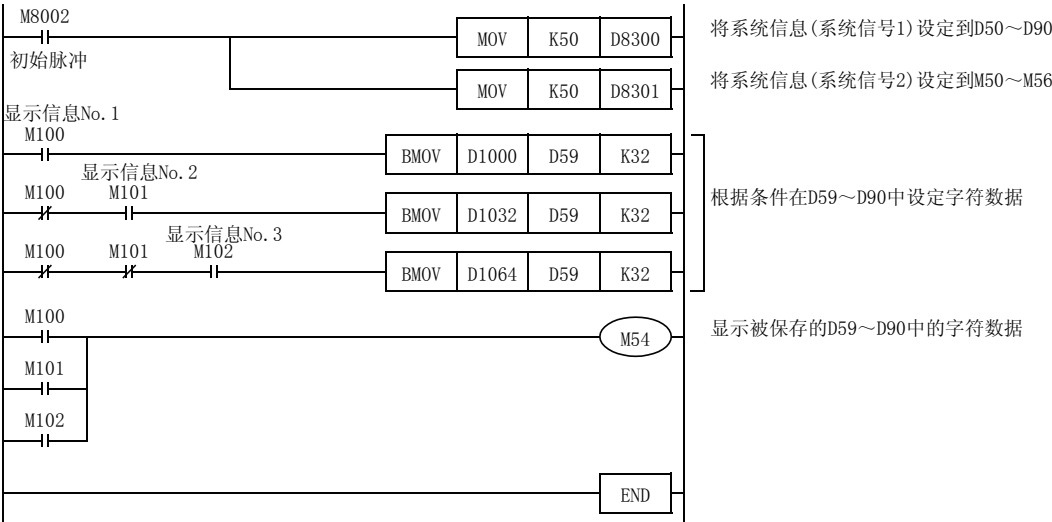 M8002
MOV K50 D8300
将系统信息(系统信号1)设定到D50～D90
初始脉冲
MOV K50 D8301
将系统信息(系统信号2)设定到M50～M56
显示信息No.1
M100
BMOV D1000 D59 K32
显示信息No.2
M100 M101
BMOV D1032 D59 K32
根据条件在D59～D90中设定字符数据
显示信息No.3
M100 M101 M102
BMOV D1064 D59 K32
M100
M54
显示被保存的D59～D90中的字符数据
M101
M102
END